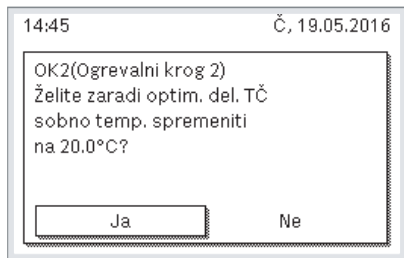 14:45 Č, 19.05.2016
OK2(Ogrevalni krog 2)
Želite zaradi optim. del. TČ
sobno temp. spremeniti
na 20.0°C?
Ja Ne